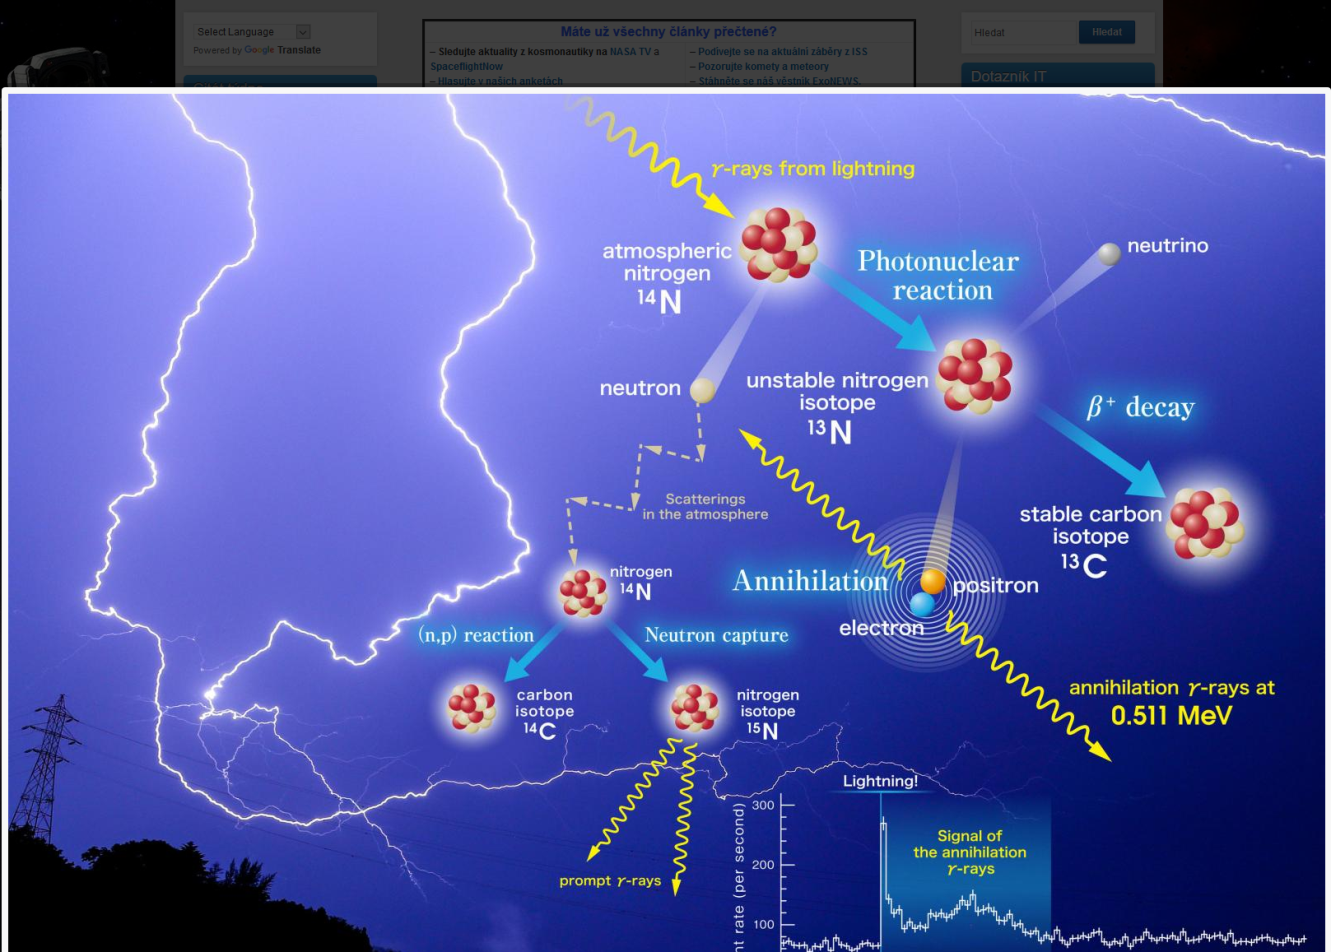 Select Language
Powered by Google Translate
Máte už všechny články přečtené?
– Sledujte aktuality z kosmonautiky na NASA TV a
SpaceflightNow
– Hlasujte v našich anketách
– Podívejte se na aktuální záběry z ISS
– Pozorujte komety a meteory
– Stáhněte se náš věstník ExoNEWS.
Hledat
Hledat
Dotazník IT
γ-rays from lightning
atmospheric
nitrogen
14N
Photonuclear
reaction
neutrino
neutron
unstable nitrogen
isotope
13N
β+ decay
Scatterings
in the atmosphere
stable carbon
isotope
13C
nitrogen
14N
Annihilation
positron
electron
(n,p) reaction
Neutron capture
carbon
isotope
14C
nitrogen
isotope
15N
annihilation γ-rays at
0.511 MeV
prompt γ-rays
Lightning!
Signal of
the annihilation
γ-rays
300
200
100
nt rate (per second)